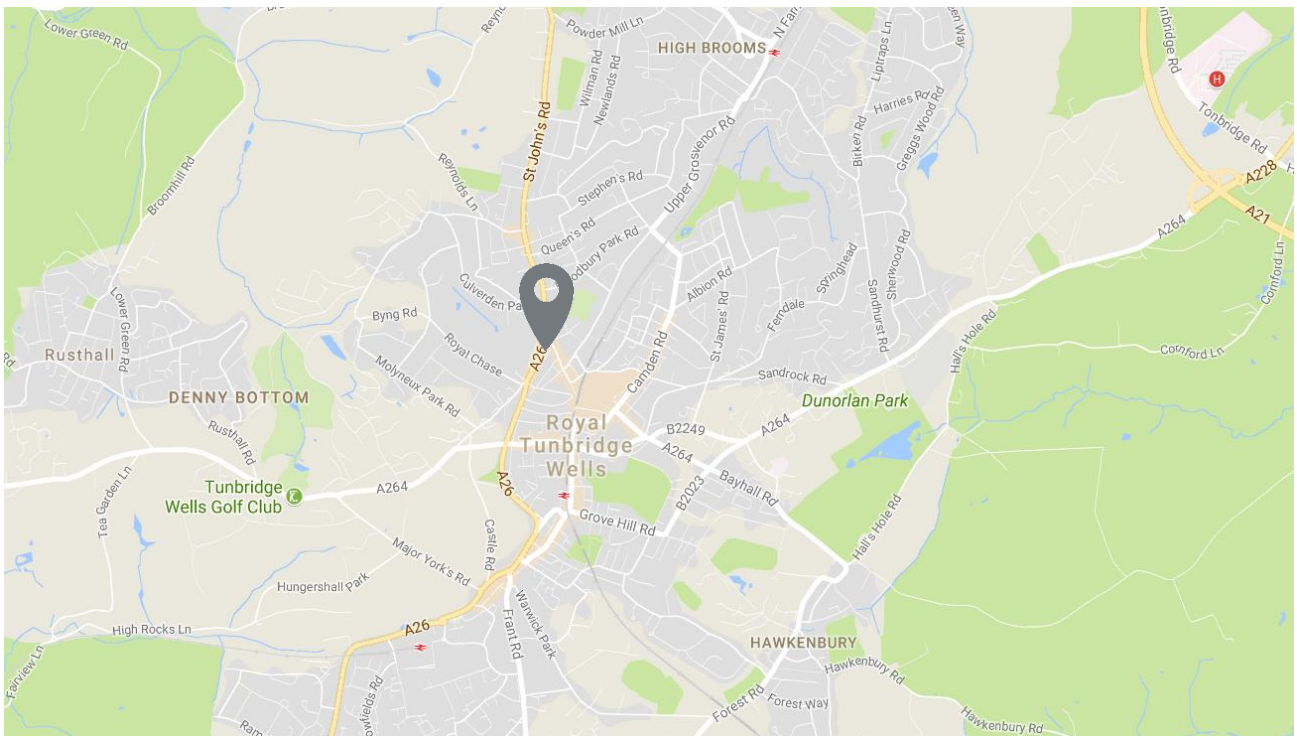 Lower Green Rd
Powder Mill Ln
HIGH BROOMS
Tonbridge Rd
Liptraps Ln
Wilman Rd
Newlands Rd
Harries Rd
Tonbridge Rd
St John's Rd
Upper Grosvenor Rd
Birken Rd
Greggs Wood Rd
Broomhill Rd
Reynolds Ln
Stephen's Rd
A228
A21
A264
Queen's Rd
Albion Rd
Springhead
Sherwood Rd
Cornford Ln
Lower Green Rd
Byng Rd
Ferndale
Sandhurst Rd
St James' Rd
Hall's Hole Rd
Cornford Ln
Rusthall
Royal Chase
A26
Camden Rd
Molyneux Park Rd
Sandrock Rd
DENNY BOTTOM
Dunorlan Park
Rusthall Rd
Royal
Tunbridge
Wells
B2249
A264
A264
Tunbridge
Wells Golf Club
A264
A26
Bayhall Rd
B2023
Tea Garden Ln
Grove Hill Rd
Castle Rd
Hall's Hole Rd
Major York's Rd
Hungershall Park
Warwick Park
High Rocks Ln
A26
Frant Rd
HAWKENBURY
Fairview Ln
Hawkenbury Rd
Forest Rd
Forest Way
Hawkenbury Rd
H